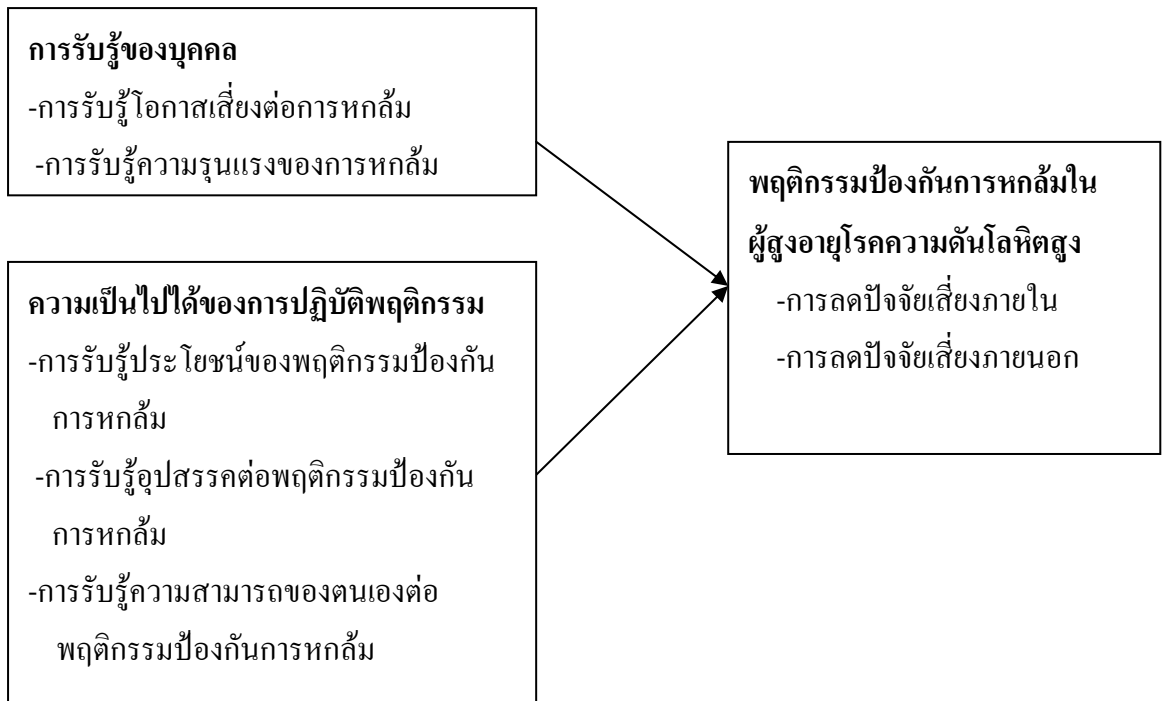 การรับรู้ของบุคคล
-การรับรู้โอกาสเสี่ยงต่อการหกล้ม
-การรับรู้ความรุนแรงของการหกล้ม
ความเป็นไปได้ของการปฏิบัติพฤติกรรม
-การรับรู้ประโยชน์ของพฤติกรรมป้องกัน
การหกล้ม
-การรับรู้อุปสรรคต่อพฤติกรรมป้องกัน
การหกล้ม
-การรับรู้ความสามารถของตนเองต่อ
พฤติกรรมป้องกันการหกล้ม
พฤติกรรมป้องกันการหกล้มใน
ผู้สูงอายุโรคความดันโลหิตสูง
-การลดปัจจัยเสี่ยงภายใน
-การลดปัจจัยเสี่ยงภายนอก